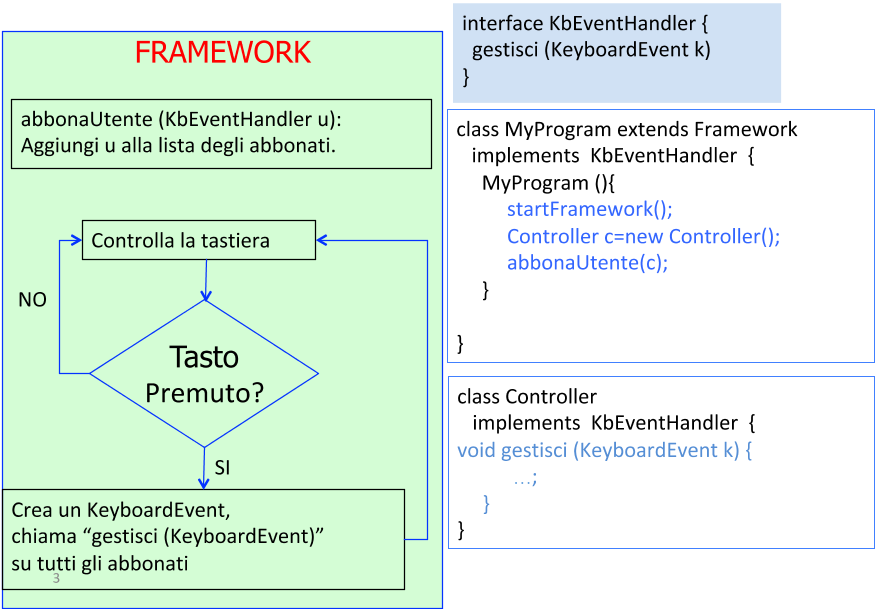 FRAMEWORK
abbonaUtente (KbEventHandler u):
Aggiungi u alla lista degli abbonati.
Controlla la tastiera
NO
Tasto
Premuto?
SI
Crea un KeyboardEvent,
chiama “gestisci (KeyboardEvent)”
su tutti gli abbonati
3
interface KbEventHandler {
gestisci (KeyboardEvent k)
}
class MyProgram extends Framework
implements KbEventHandler {
MyProgram (){
startFramework();
Controller c=new Controller();
abbonaUtente(c);
}
}
class Controller
implements KbEventHandler {
void gestisci (KeyboardEvent k) {
...;
}
}